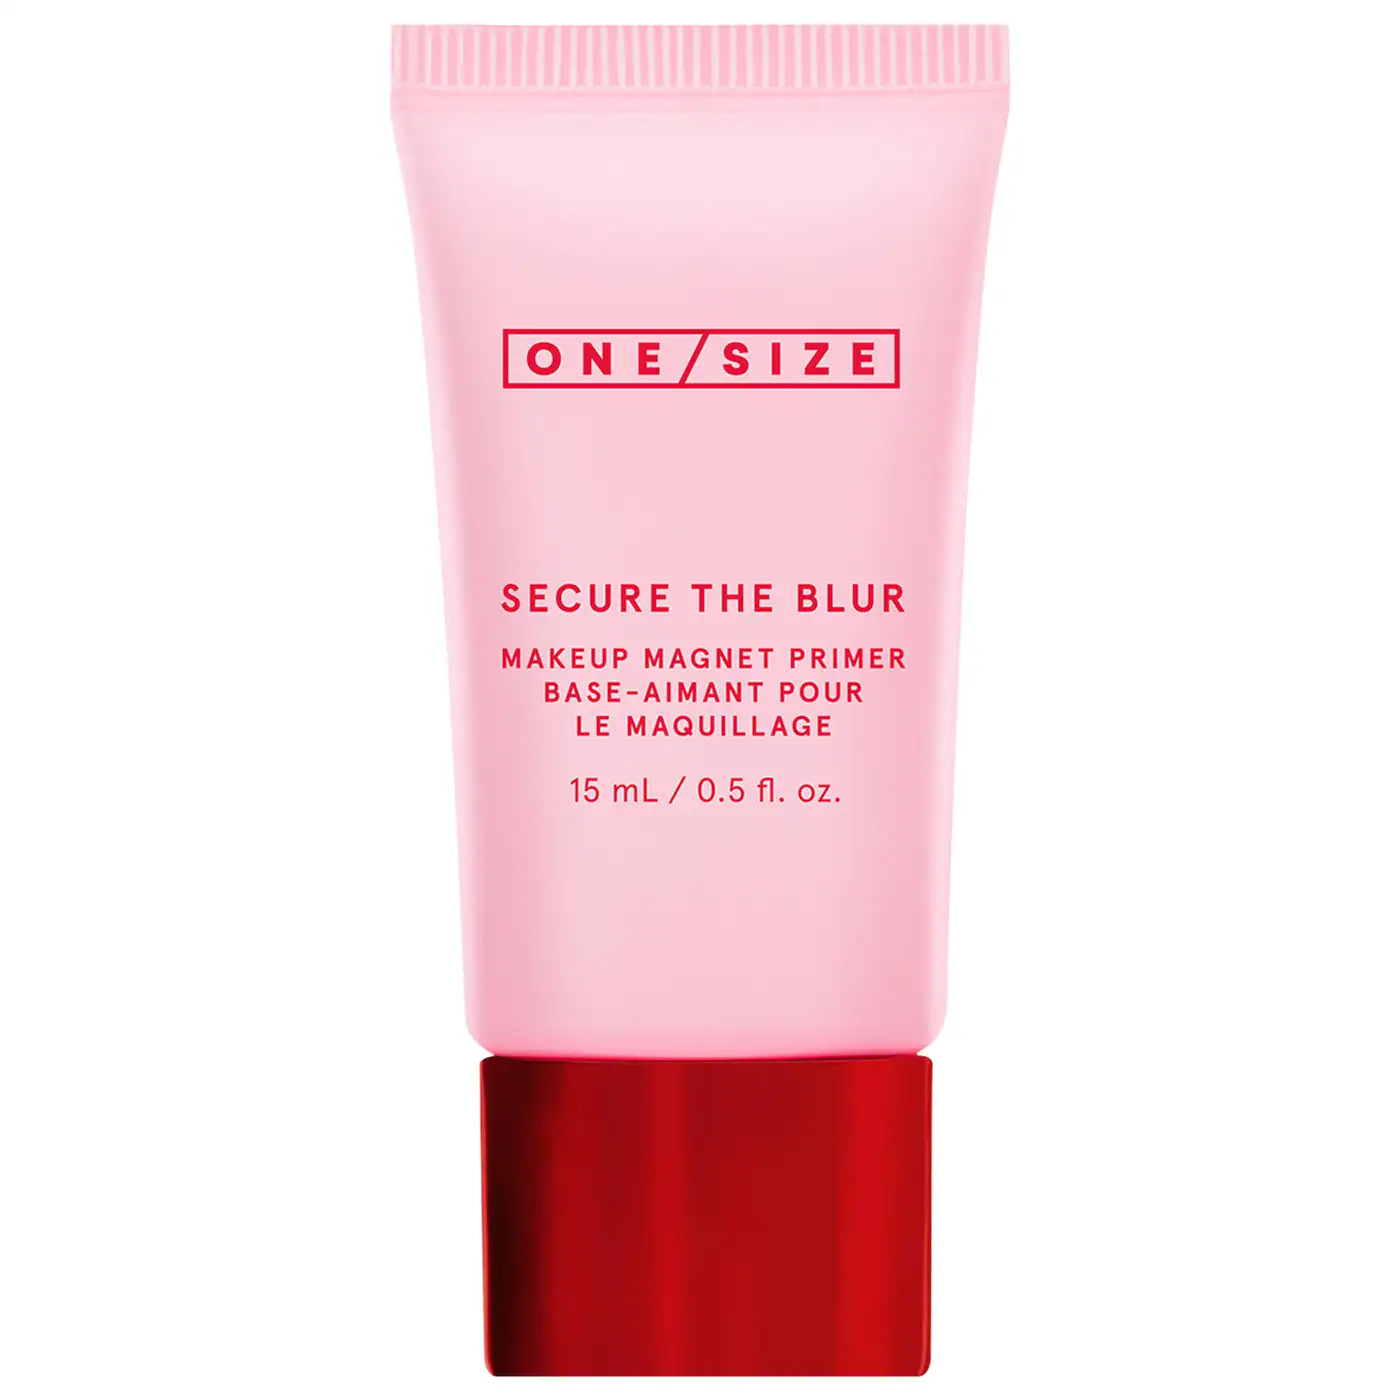 ONE/SIZE
SECURE THE BLUR
MAKEUP MAGNET PRIMER
BASE-AIMANT POUR
LE MAQUILLAGE
15 mL / 0.5 fl. oz.